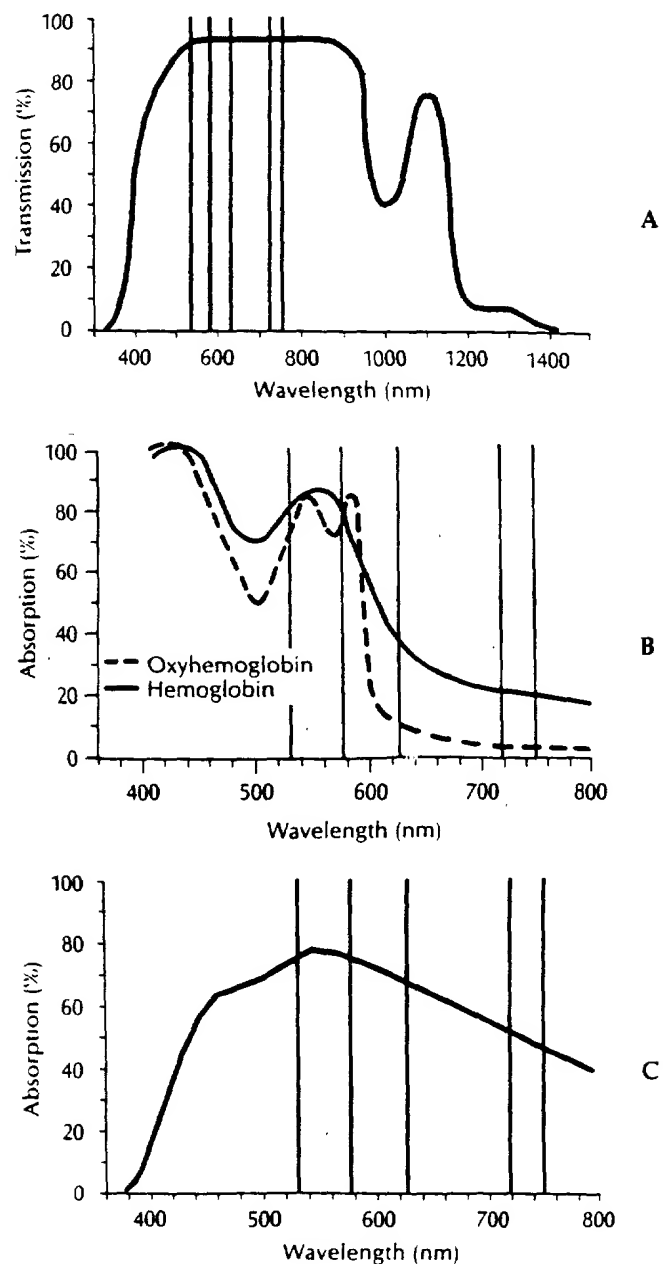 100
80
60
40
20
0
Transmission (%)
400 600 800 1000 1200 1400
Wavelength (nm)
A
100
80
60
40
20
0
Absorption (%)
Oxyhemoglobin
Hemoglobin
400 500 600 700 800
Wavelength (nm)
B
100
80
60
40
20
0
Absorption (%)
400 500 600 700 800
Wavelength (nm)
C